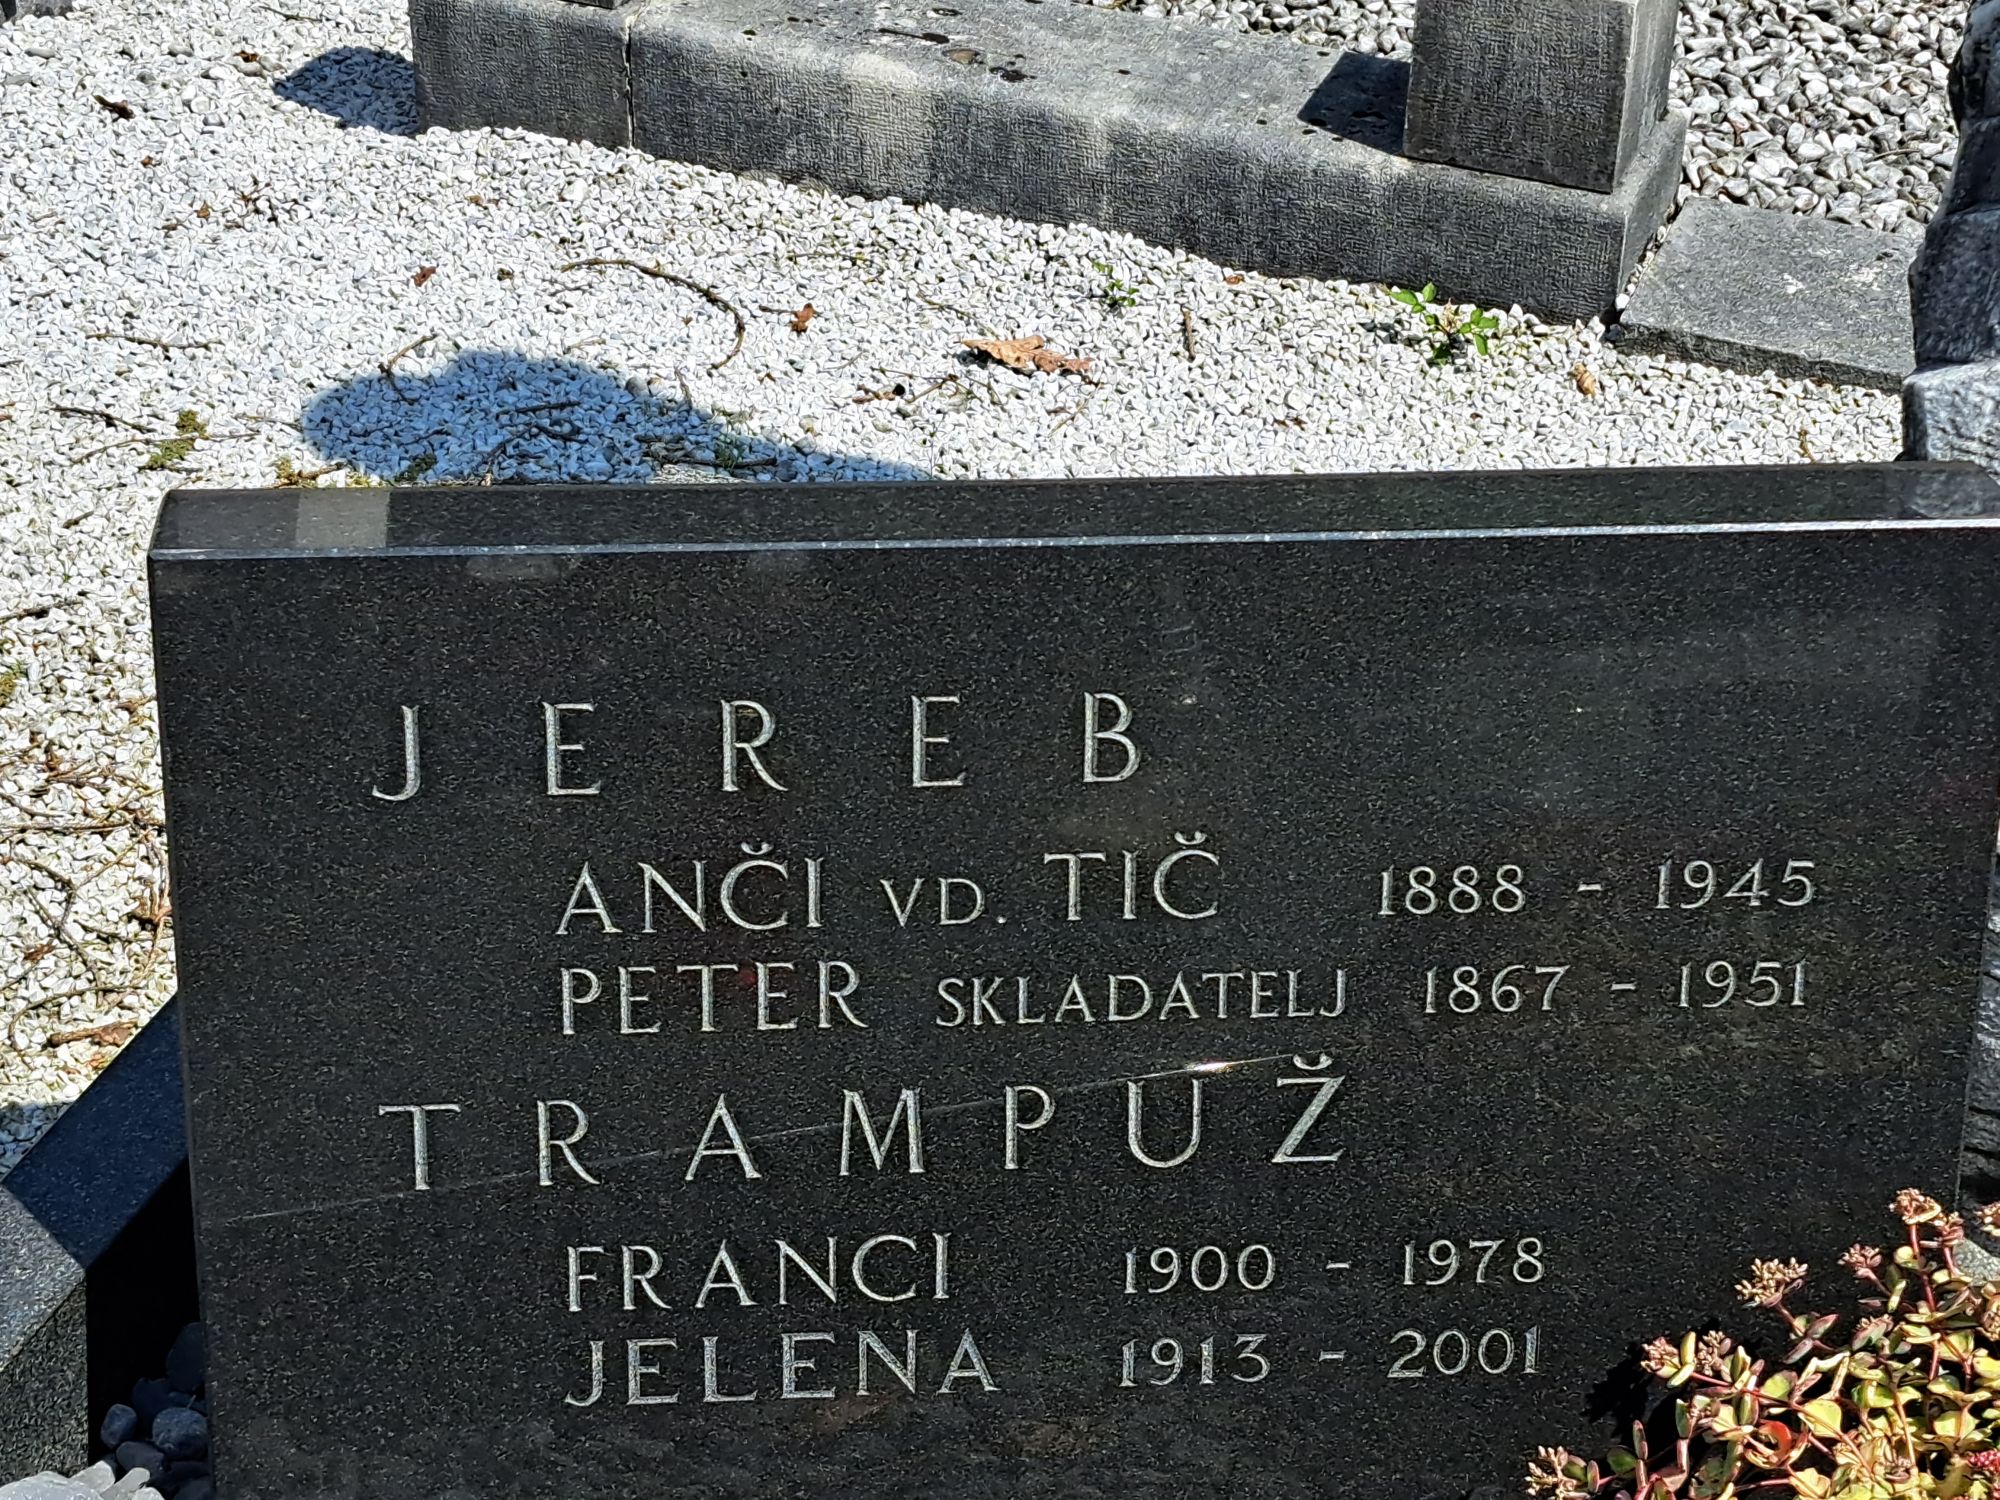 JEREB
ANČI VD. TIČ 1888 - 1945
PETER SKLADATELJ 1867 - 1951
TRAMPUŽ
FRANCI 1900 - 1978
JELENA 1913 - 2001